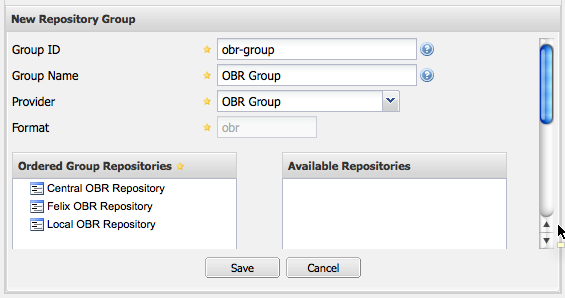 New Repository Group
Group ID obr-group
Group Name OBR Group
Provider OBR Group
Format obr
Ordered Group Repositories Available Repositories
Central OBR Repository
Felix OBR Repository
Local OBR Repository
Save Cancel